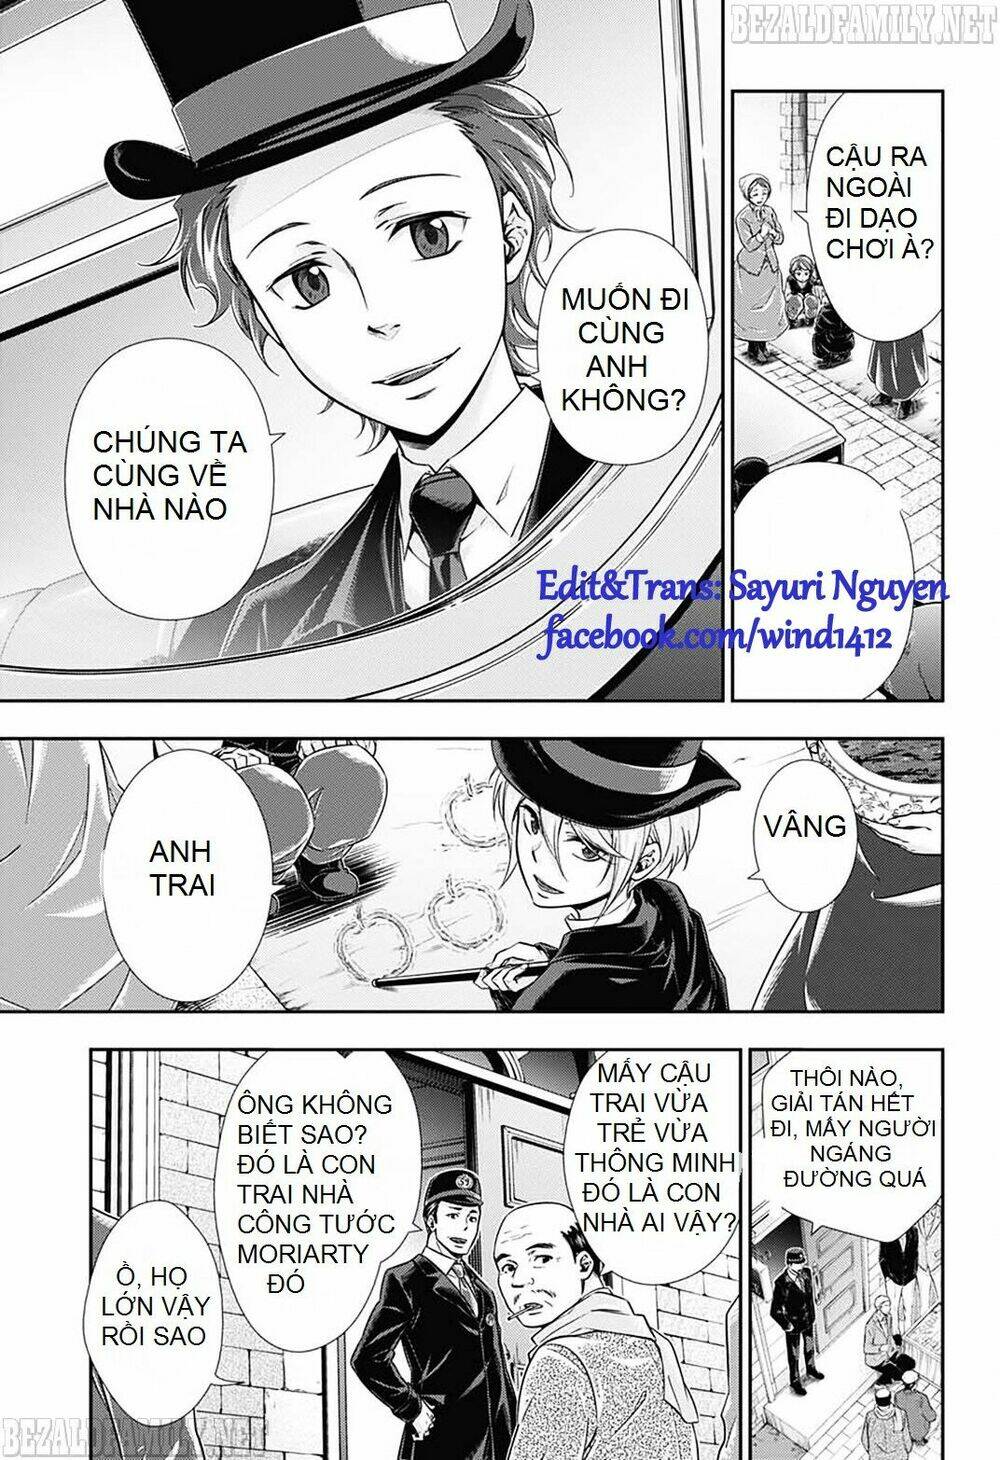 BEZALDFAMILY.NET
CẬU RA
NGOÀI
ĐI DẠO
CHƠI À?
MUỐN ĐI
CÙNG
ANH
KHÔNG?
CHÚNG TA
CÙNG VỀ
NHÀ NÀO
Edit&Trans: Sayuri Nguyen
facebook.com/wind1412
VÂNG
ANH
TRAI
THÔI NÀO,
GIẢI TÁN HẾT
ĐI, MẤY NGƯỜI
NGÁNG
ĐƯỜNG QUÁ
MẤY CẬU
TRAI VỪA
TRẺ VỪA
THÔNG MINH
ĐÓ LÀ CON
NHÀ AI VẬY?
ÔNG KHÔNG
BIẾT SAO?
ĐÓ LÀ CON
TRAI NHÀ
CÔNG TƯỚC
MORIARTY
ĐÓ
Ồ, HỌ
LỚN VẬY
RỒI SAO
BEZALDFAMILY.NET